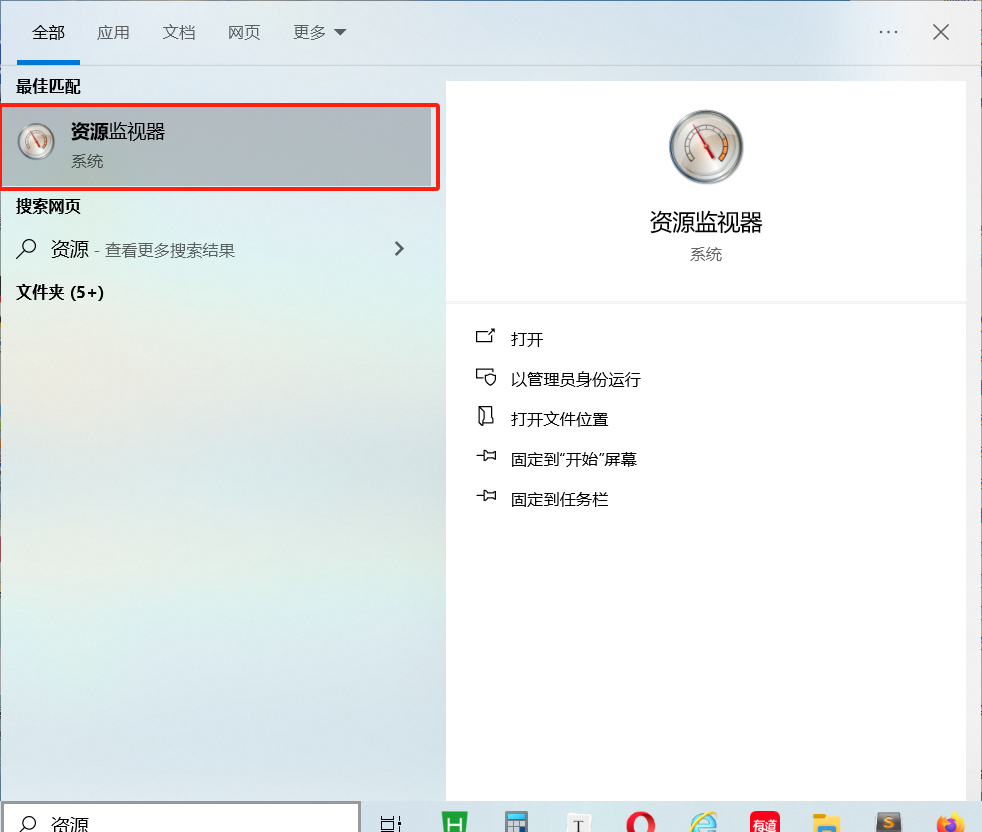 全部 应用 文档 网页 更多
最佳匹配
资源监视器
系统
搜索网页
资源 - 查看更多搜索结果
文件夹 (5+)
资源监视器
系统
打开
以管理员身份运行
打开文件位置
固定到“开始”屏幕
固定到任务栏
资源
H
T
有道
S